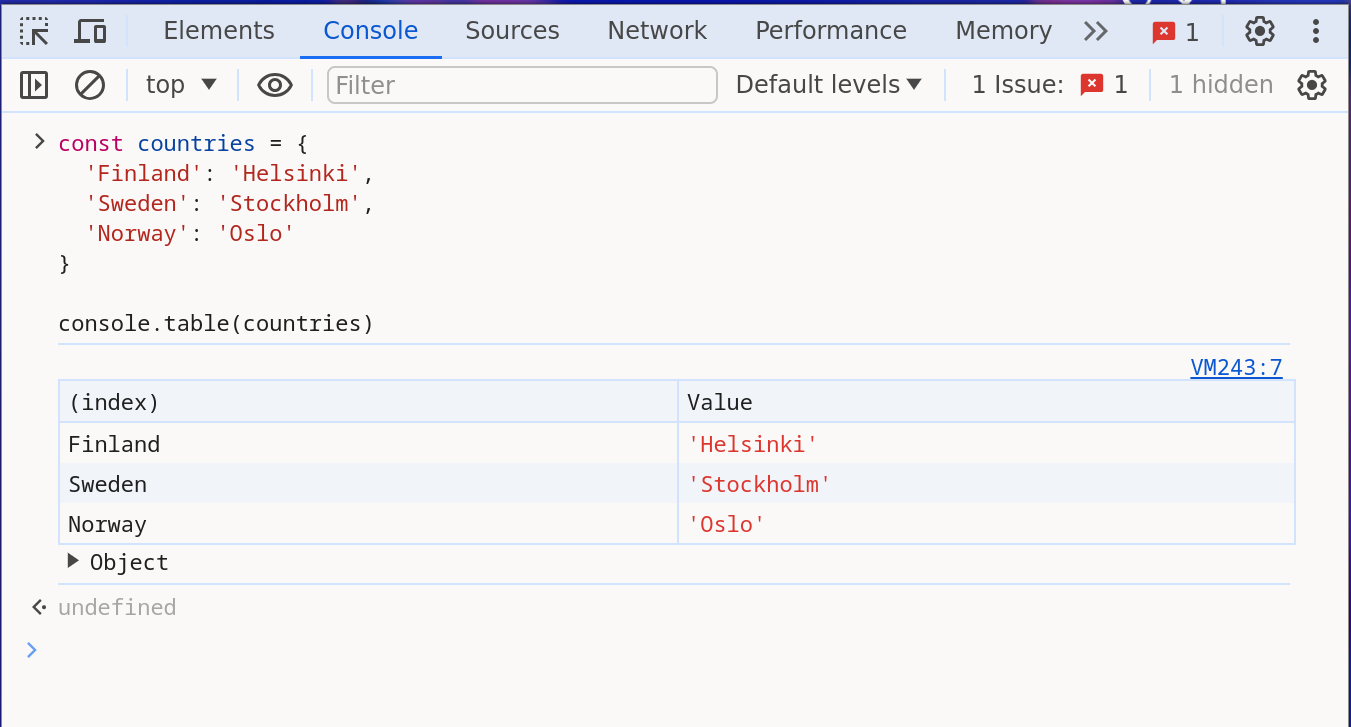 Elements Console Sources Network Performance Memory 1
top Filter Default levels 1 Issue: 1 1 hidden
const countries = {
  'Finland': 'Helsinki',
  'Sweden': 'Stockholm',
  'Norway': 'Oslo'
}
console.table(countries)
VM243:7
(index) Value
Finland 'Helsinki'
Sweden 'Stockholm'
Norway 'Oslo'
Object
undefined